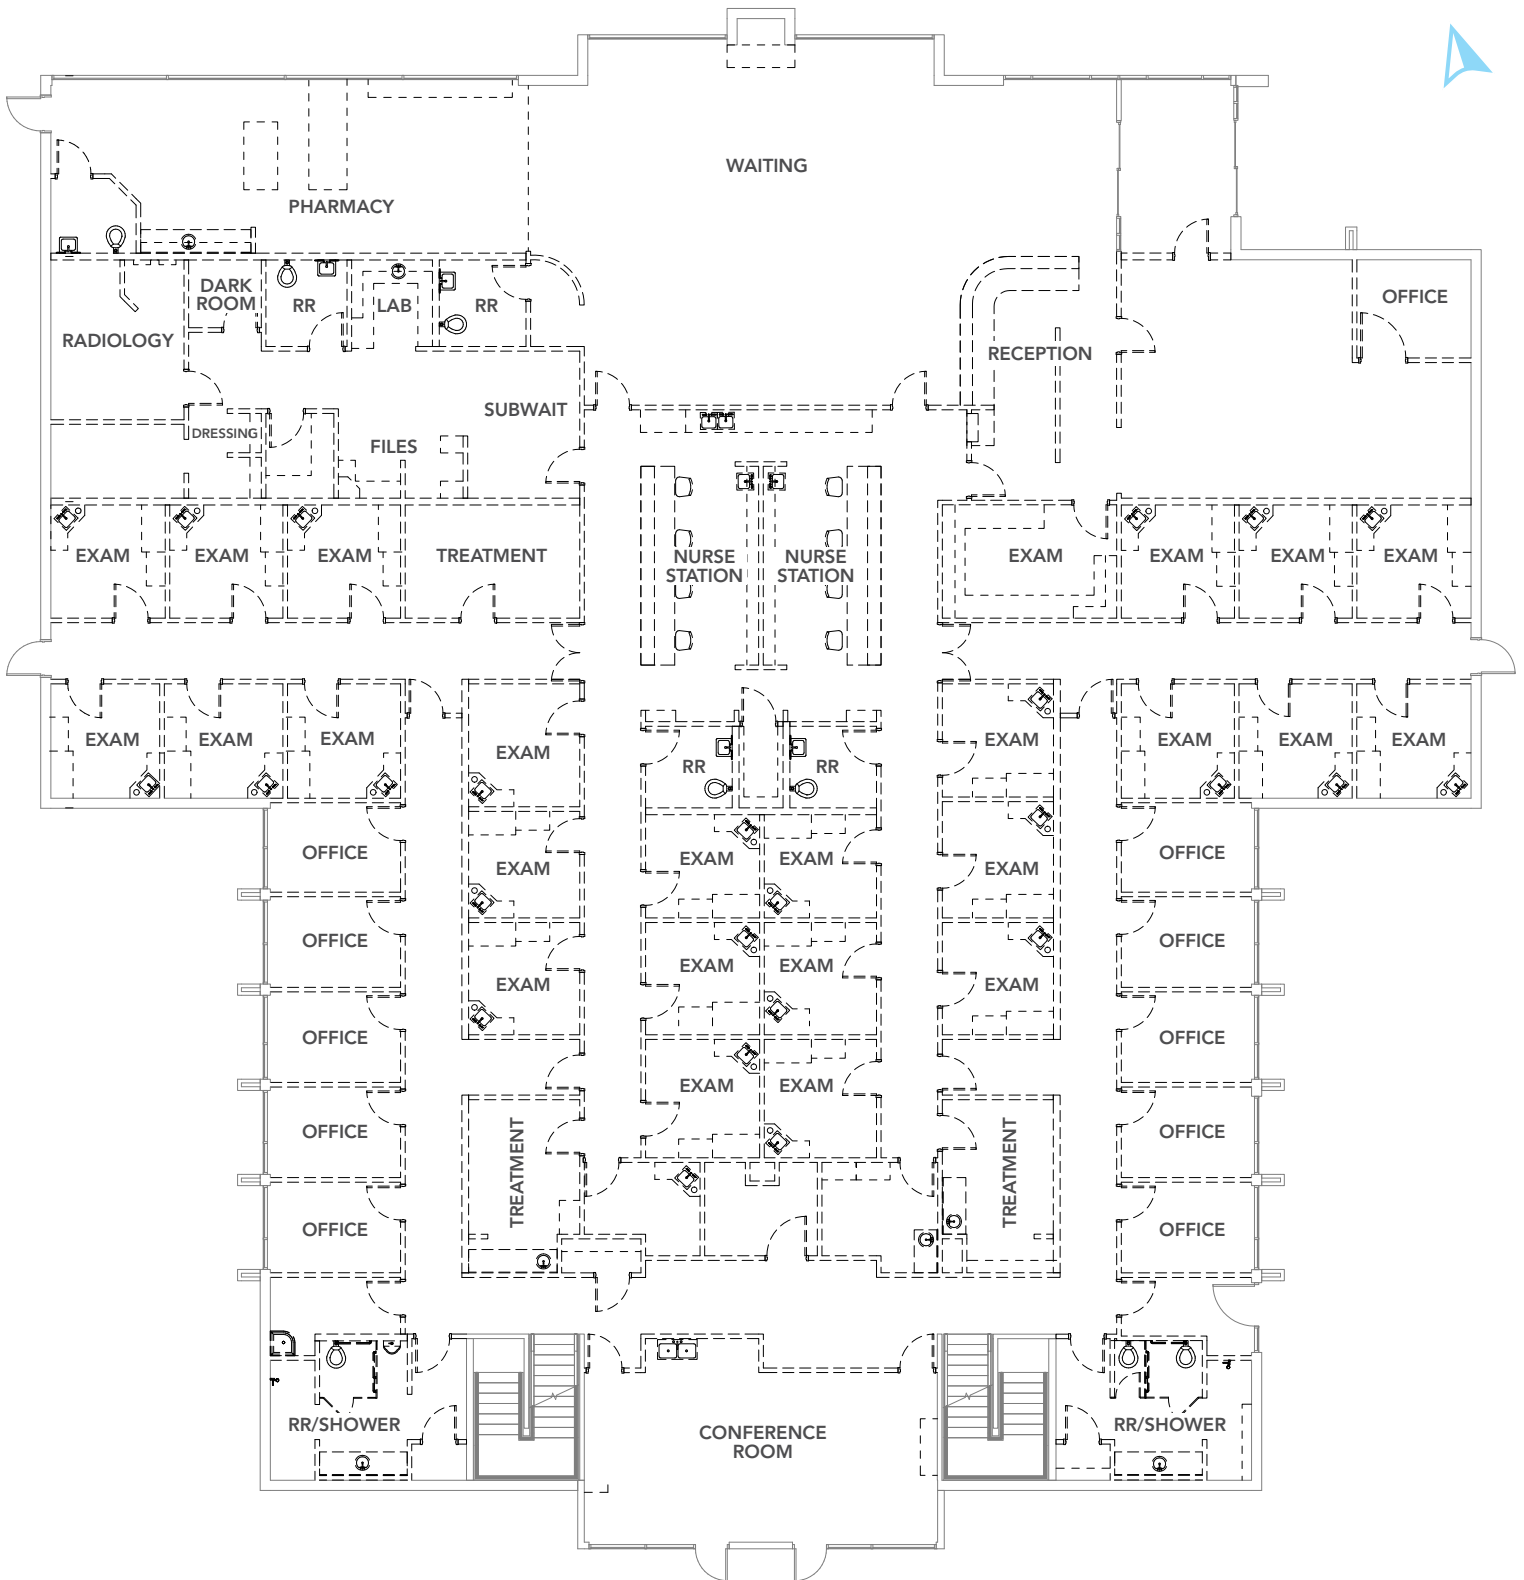 WAITING
PHARMACY
DARK
ROOM
RR
LAB
RR
OFFICE
RADIOLOGY
RECEPTION
SUBWAIT
DRESSING
FILES
EXAM
EXAM
EXAM
TREATMENT
NURSE
STATION
NURSE
STATION
EXAM
EXAM
EXAM
EXAM
EXAM
EXAM
EXAM
EXAM
RR
RR
EXAM
EXAM
EXAM
EXAM
OFFICE
EXAM
EXAM
EXAM
EXAM
OFFICE
OFFICE
EXAM
EXAM
EXAM
EXAM
OFFICE
OFFICE
OFFICE
EXAM
EXAM
OFFICE
TREATMENT
TREATMENT
OFFICE
OFFICE
OFFICE
RR/SHOWER
CONFERENCE
ROOM
RR/SHOWER